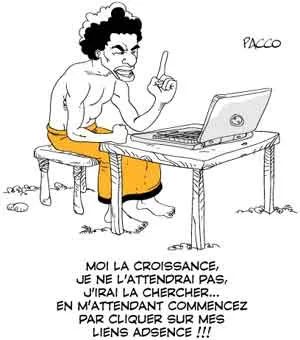 PACCO
MOI LA CROISSANCE,
JE NE L'ATTENDRAI PAS,
J'IRAI LA CHERCHER...
EN M'ATTENDANT COMMENCEZ
PAR CLIQUER SUR MES
LIENS ADSENCE !!!